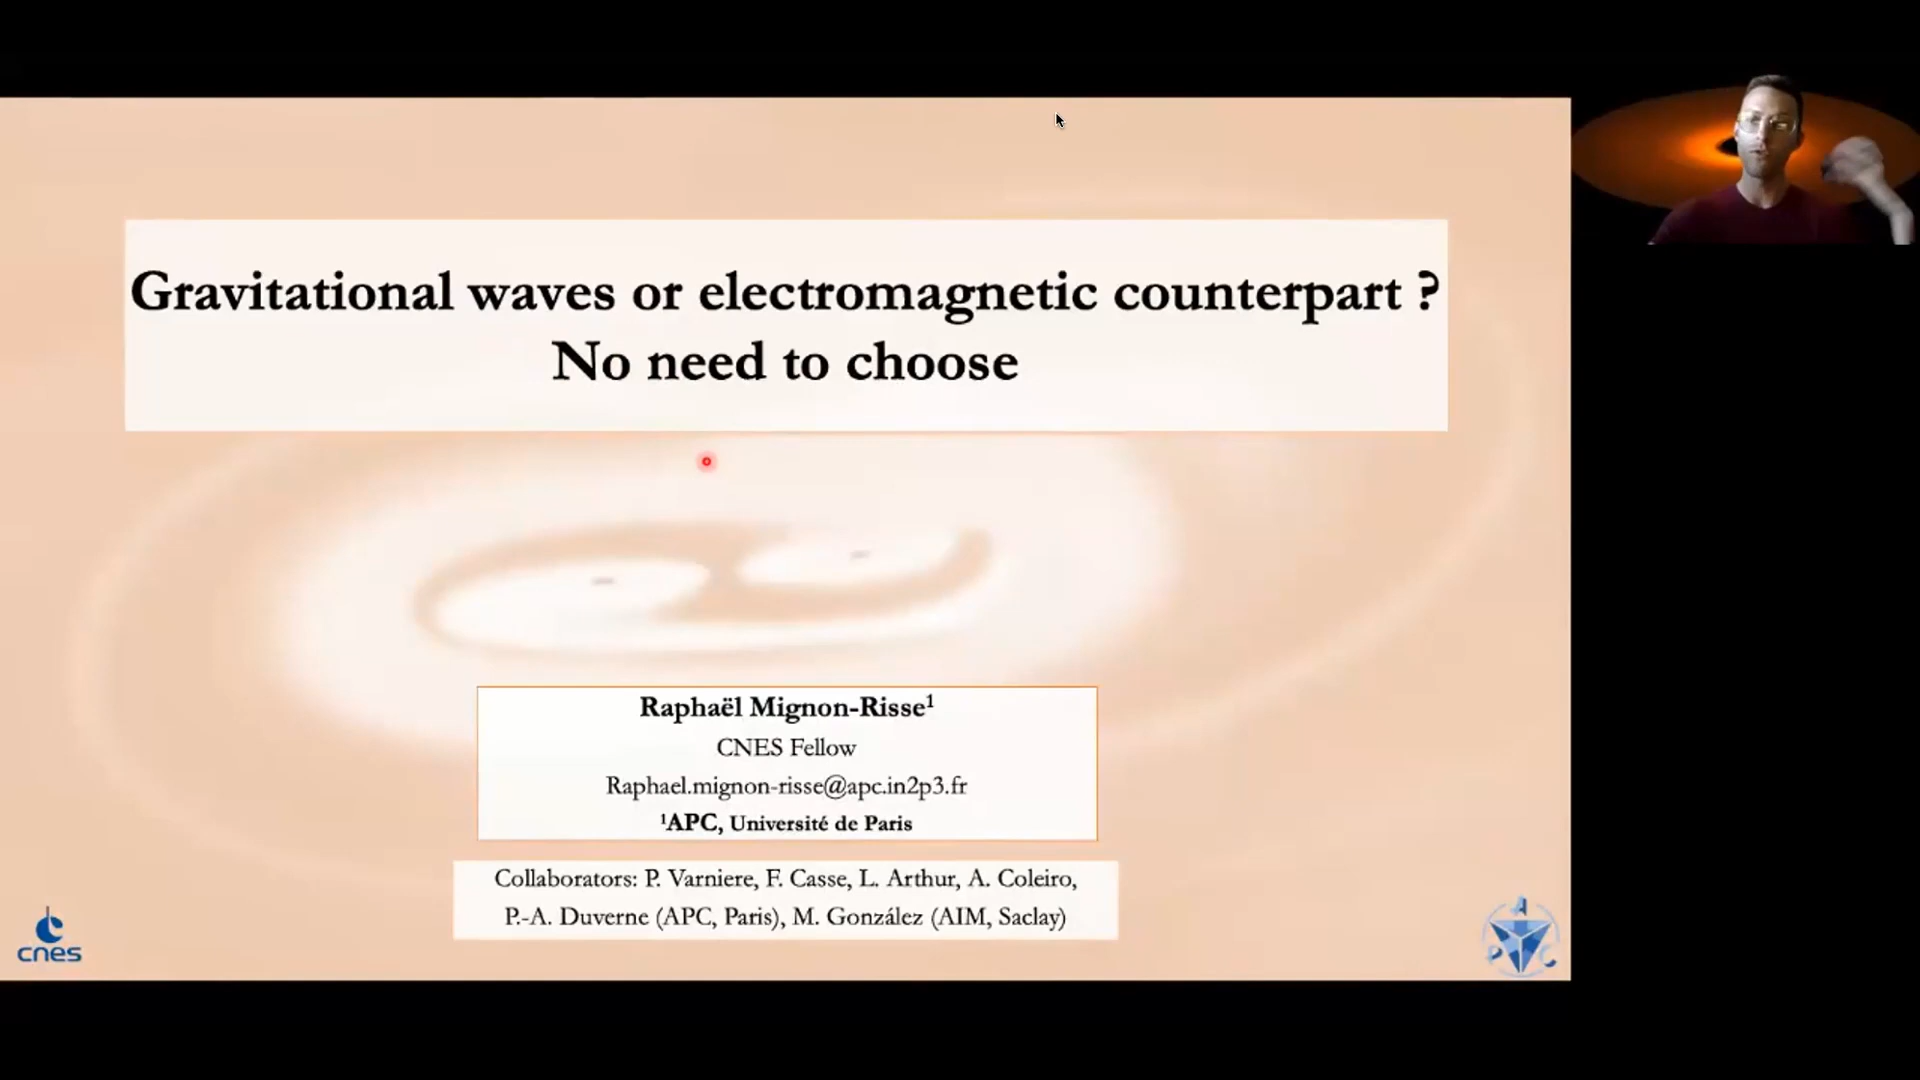 Gravitational waves or electromagnetic counterpart ?
No need to choose
Raphaël Mignon-Risse¹
CNES Fellow
Raphael.mignon-risse@apc.in2p3.fr
¹APC, Université de Paris
Collaborators: P. Varniere, F. Casse, L. Arthur, A. Coleiro,
P.-A. Duverne (APC, Paris), M. González (AIM, Saclay)
cnes
A
P C